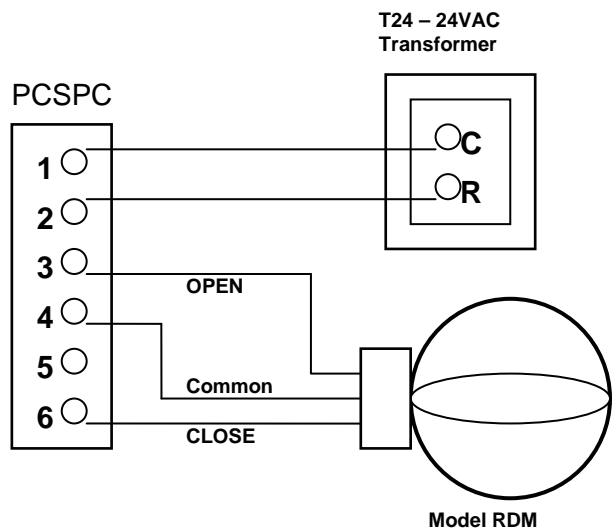 T24 – 24VAC
Transformer
PCSPC
1
C
2
R
3
OPEN
4
5
Common
6
CLOSE
Model RDM